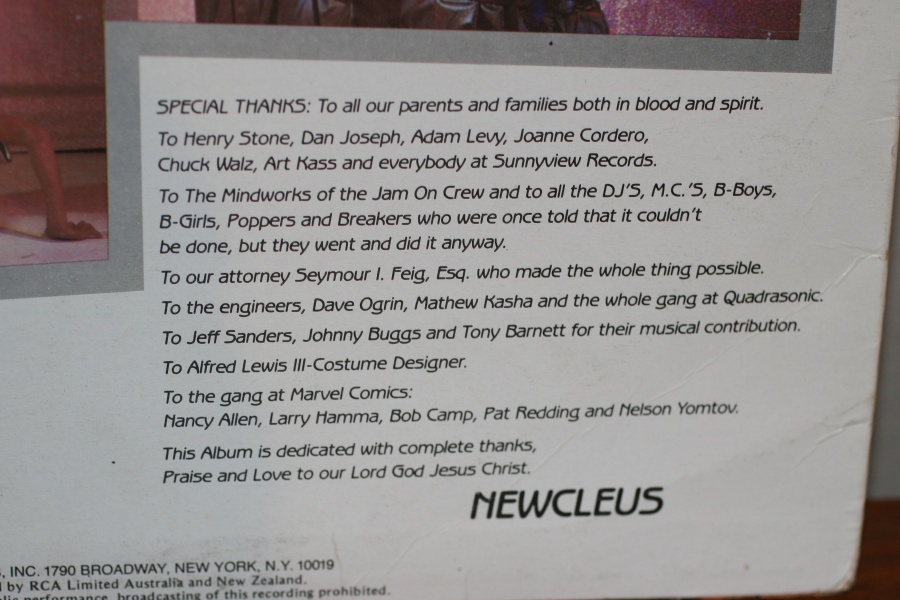 SPECIAL THANKS: To all our parents and families both in blood and spirit.
To Henry Stone, Dan Joseph, Adam Levy, Joanne Cordero,
Chuck Walz, Art Kass and everybody at Sunnyview Records.
To The Mindworks of the Jam On Crew and to all the DJ'S, M.C.'S, B-Boys,
B-Girls, Poppers and Breakers who were once told that it couldn't
be done, but they went and did it anyway.
To our attorney Seymour I. Feig, Esq. who made the whole thing possible.
To the engineers, Dave Ogrin, Mathew Kasha and the whole gang at Quadrasonic.
To Jeff Sanders, Johnny Buggs and Tony Barnett for their musical contribution.
To Alfred Lewis III-Costume Designer.
To the gang at Marvel Comics:
Nancy Allen, Larry Hamma, Bob Camp, Pat Redding and Nelson Yomtov.
This Album is dedicated with complete thanks,
Praise and Love to our Lord God Jesus Christ.
NEWCLEUS
, INC. 1790 BROADWAY, NEW YORK, N.Y. 10019
by RCA Limited Australia and New Zealand.
performance, broadcasting of this recording prohibited.